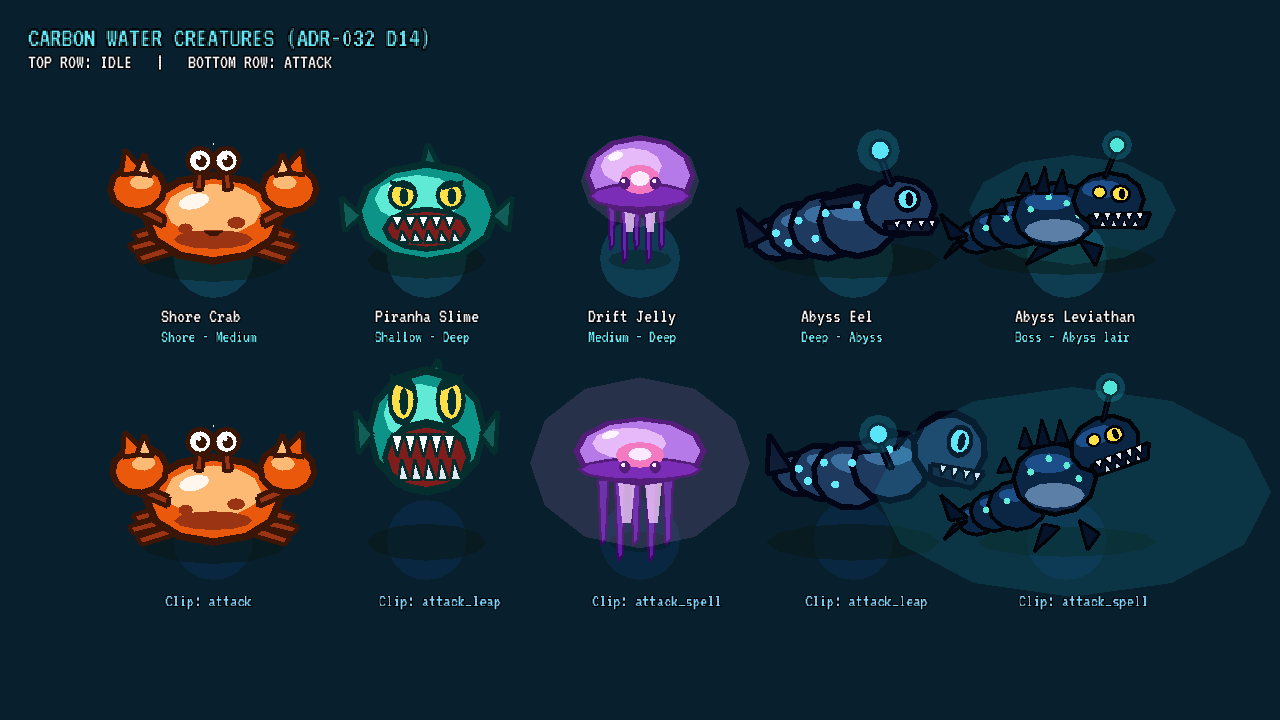 CARBON WATER CREATURES (ADR-032 D14)
TOP ROW: IDLE | BOTTOM ROW: ATTACK
Shore Crab
Shore - Medium
Piranha Slime
Shallow - Deep
Drift Jelly
Medium - Deep
Abyss Eel
Deep - Abyss
Abyss Leviathan
Boss - Abyss lair
Clip: attack
Clip: attack_leap
Clip: attack_spell
Clip: attack_leap
Clip: attack_spell